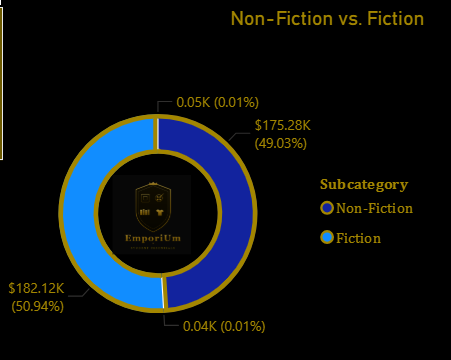 Non-Fiction vs. Fiction
0.05K (0.01%)
$175.28K
(49.03%)
Subcategory
Non-Fiction
Fiction
EmporiUm
$182.12K
(50.94%)
0.04K (0.01%)